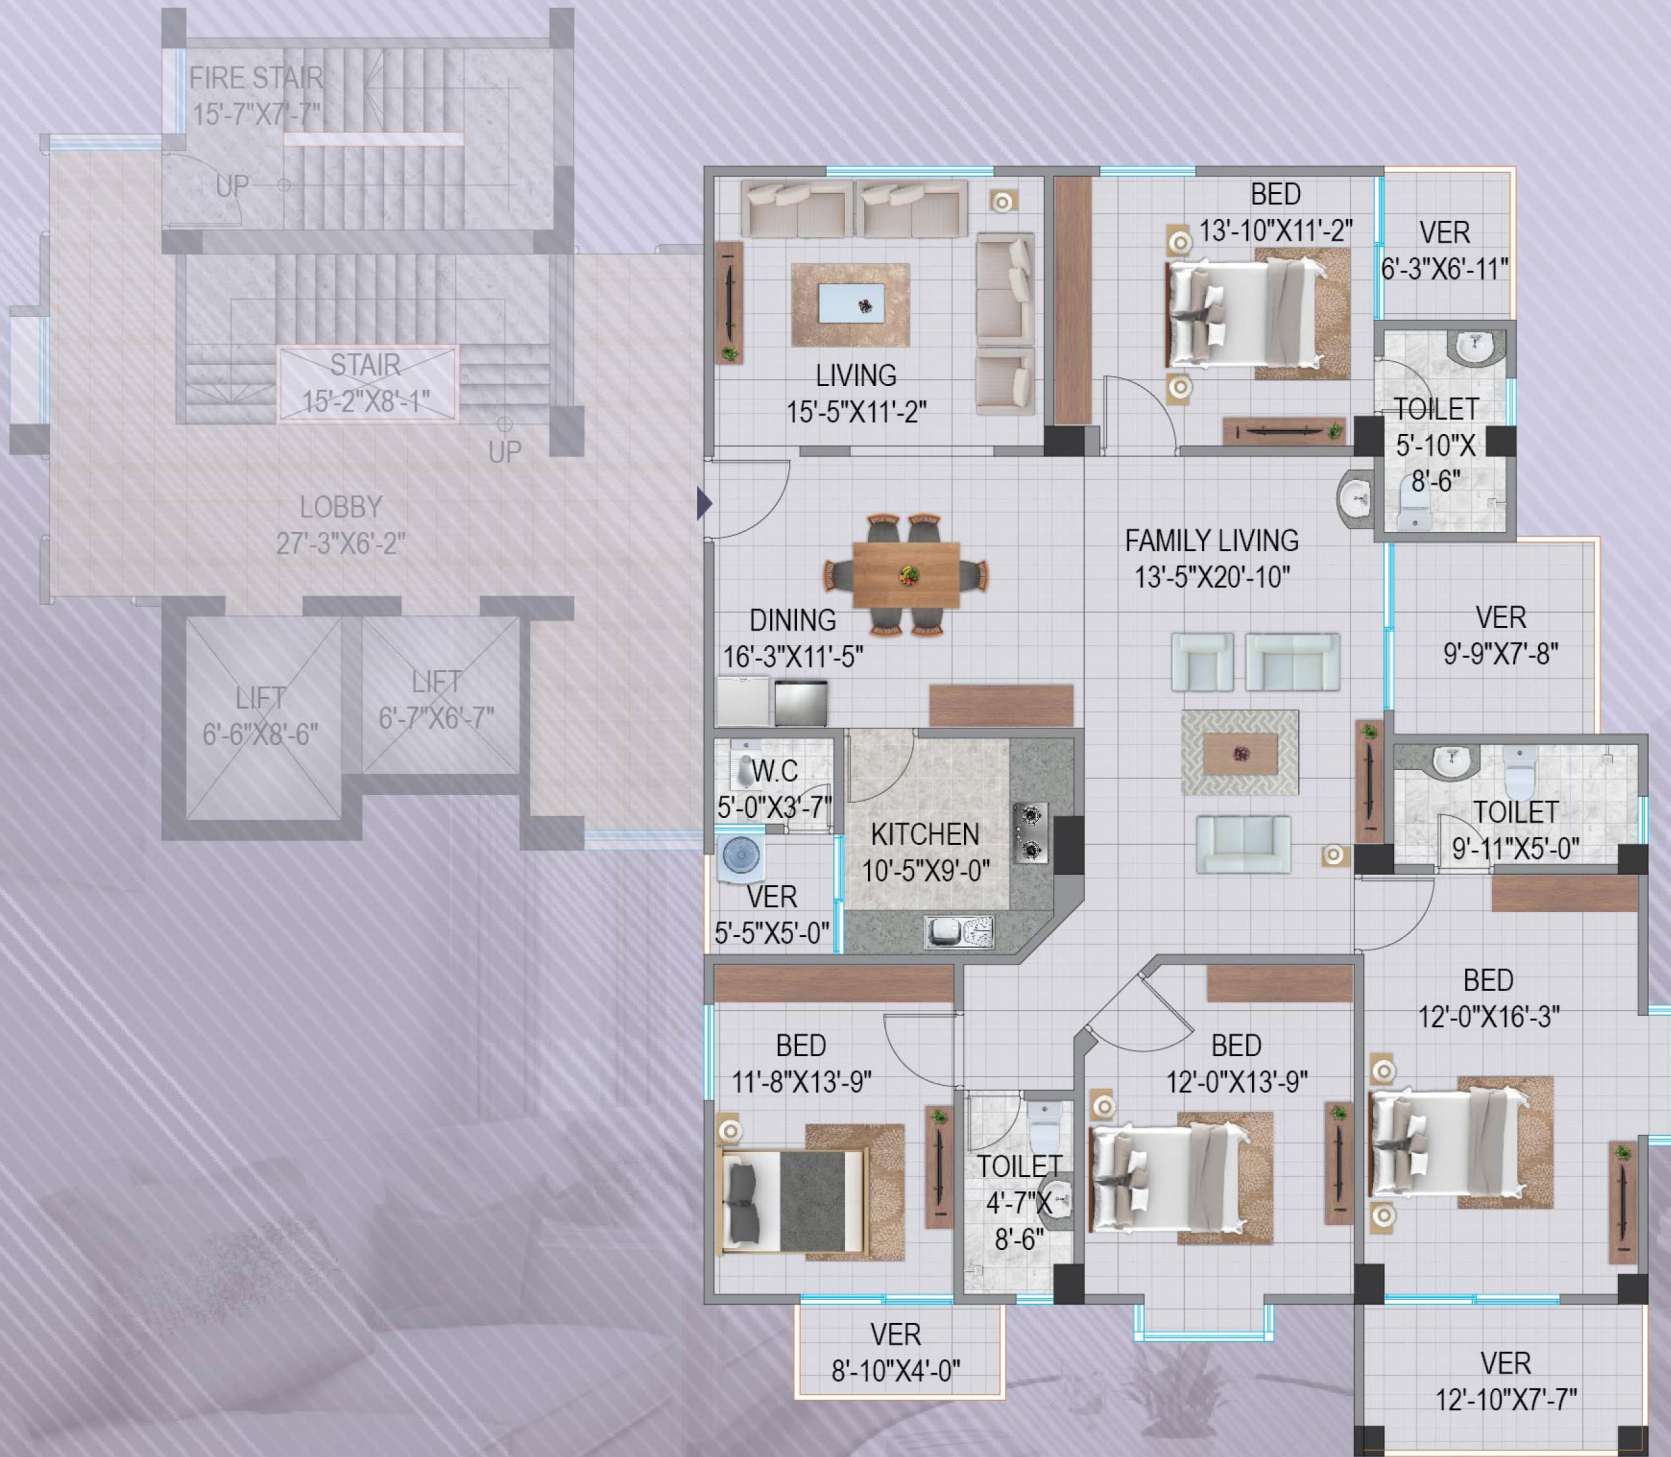 FIRE STAIR
15'-7"X7'-7"
UP
STAIR
15'-2"X8'-1"
UP
LOBBY
27'-3"X6'-2"
LIFT
6'-6"X8'-6"
LIFT
6'-7"X6'-7"
LIVING
15'-5"X11'-2"
BED
13'-10"X11'-2"
VER
6'-3"X6'-11"
TOILET
5'-10"X
8'-6"
FAMILY LIVING
13'-5"X20'-10"
DINING
16'-3"X11'-5"
VER
9'-9"X7'-8"
W.C
5'-0"X3'-7"
KITCHEN
10'-5"X9'-0"
TOILET
9'-11"X5'-0"
VER
5'-5"X5'-0"
BED
11'-8"X13'-9"
BED
12'-0"X13'-9"
BED
12'-0"X16'-3"
TOILET
4'-7"X
8'-6"
VER
8'-10"X4'-0"
VER
12'-10"X7'-7"